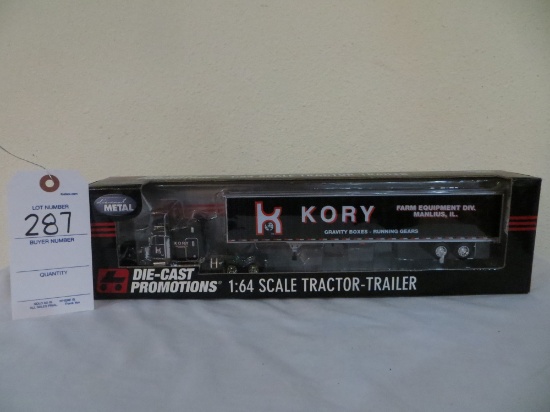 LOT NUMBER
287
BUYER NUMBER
QUANTITY
METAL
k KORY
FARM EQUIPMENT DIV.
MANLIUS, IL.
GRAVITY BOXES - RUNNING GEARS
KORY
DIE-CAST
PROMOTIONS
1:64 SCALE TRACTOR-TRAILER